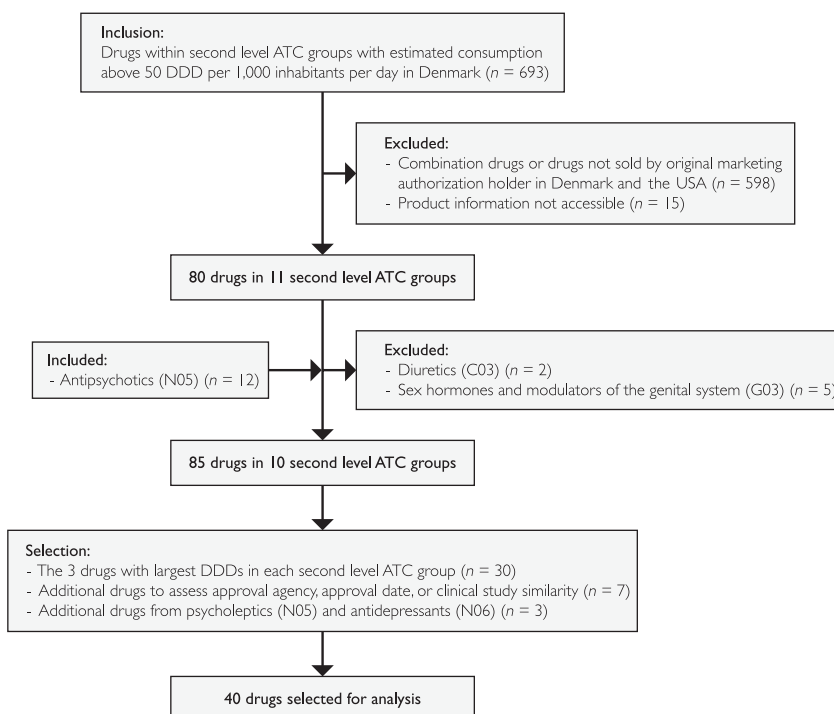 Inclusion:
Drugs within second level ATC groups with estimated consumption
above 50 DDD per 1,000 inhabitants per day in Denmark (n = 693)
Excluded:
- Combination drugs or drugs not sold by original marketing
authorization holder in Denmark and the USA (n = 598)
- Product information not accessible (n = 15)
80 drugs in 11 second level ATC groups
Included:
- Antipsychotics (N05) (n = 12)
Excluded:
- Diuretics (C03) (n = 2)
- Sex hormones and modulators of the genital system (G03) (n = 5)
85 drugs in 10 second level ATC groups
Selection:
- The 3 drugs with largest DDDs in each second level ATC group (n = 30)
- Additional drugs to assess approval agency, approval date, or clinical study similarity (n = 7)
- Additional drugs from psycholeptics (N05) and antidepressants (N06) (n = 3)
40 drugs selected for analysis